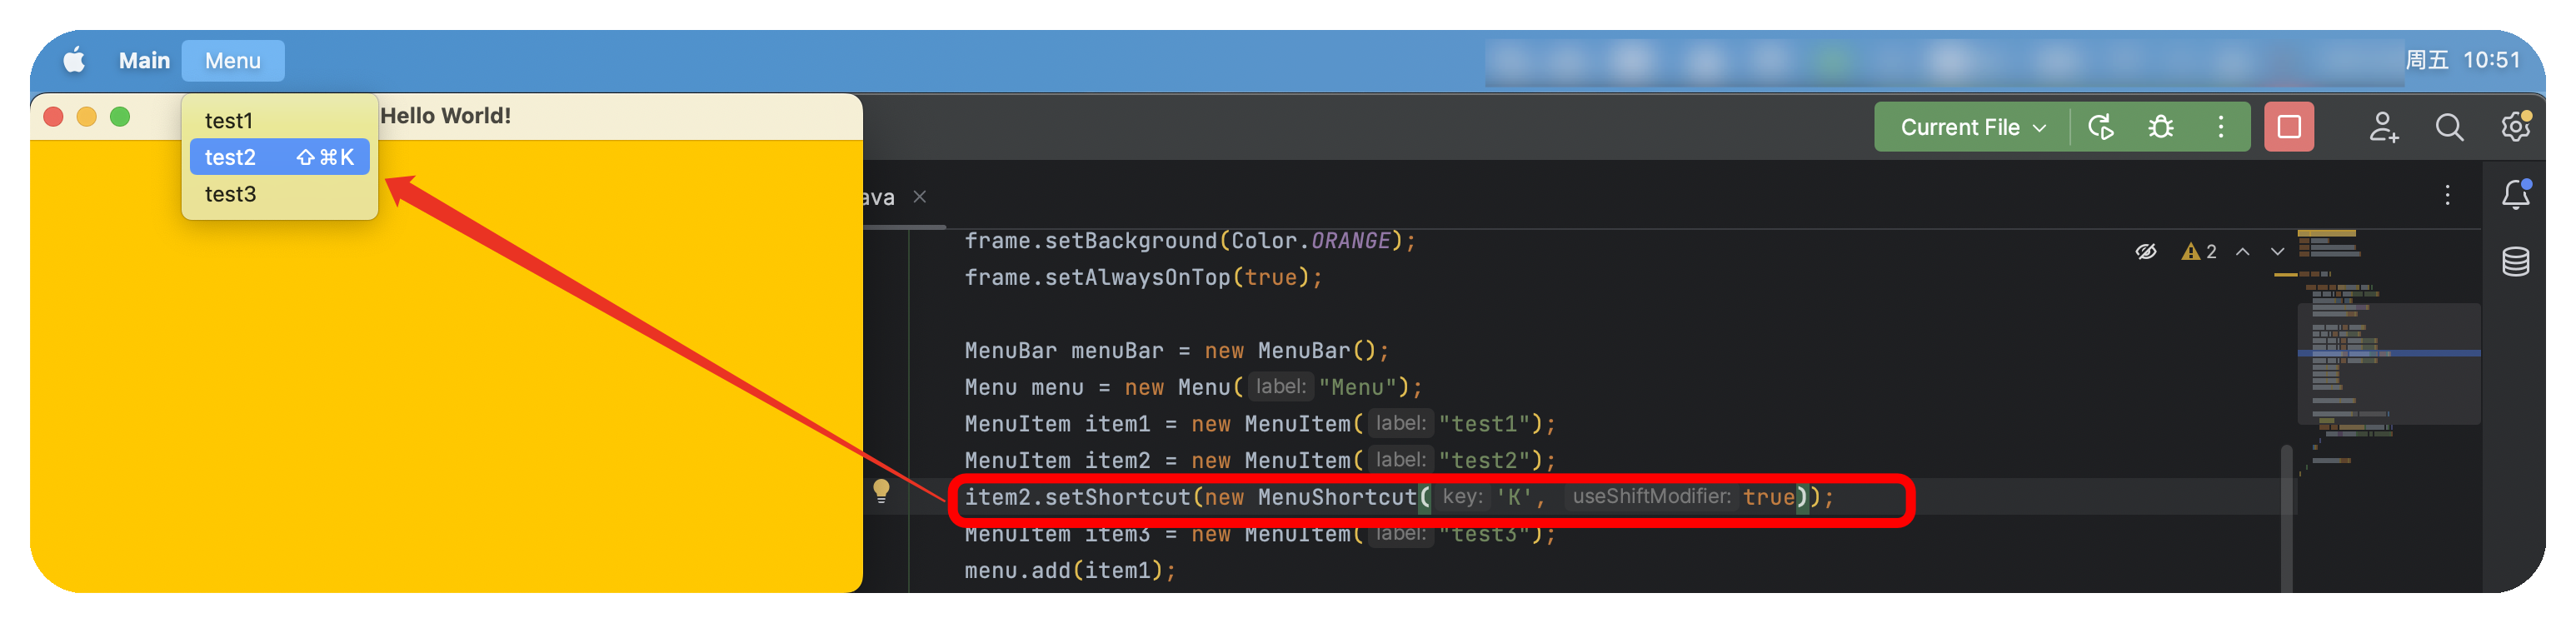 Main Menu 周五 10:51
test1
Hello World!
test2 ⇧⌘K
test3
Current File
ava
frame.setBackground(Color.ORANGE);
2
frame.setAlwaysOnTop(true);
MenuBar menuBar = new MenuBar();
Menu menu = new Menu( label: "Menu");
MenuItem item1 = new MenuItem( label: "test1");
MenuItem item2 = new MenuItem( label: "test2");
item2.setShortcut(new MenuShortcut( key: 'K', useShiftModifier: true));
MenuItem item3 = new MenuItem( label: "test3");
menu.add(item1);